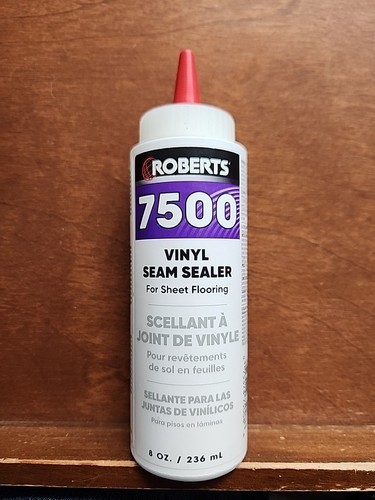 ROBERTS
7500
VINYL
SEAM SEALER
For Sheet Flooring
SCELLANT À
JOINT DE VINYLE
Pour revêtements
de sol en feuilles
SELLANTE PARA LAS
JUNTAS DE VINÍLICOS
Para pisos en láminas
8 OZ. / 236 mL